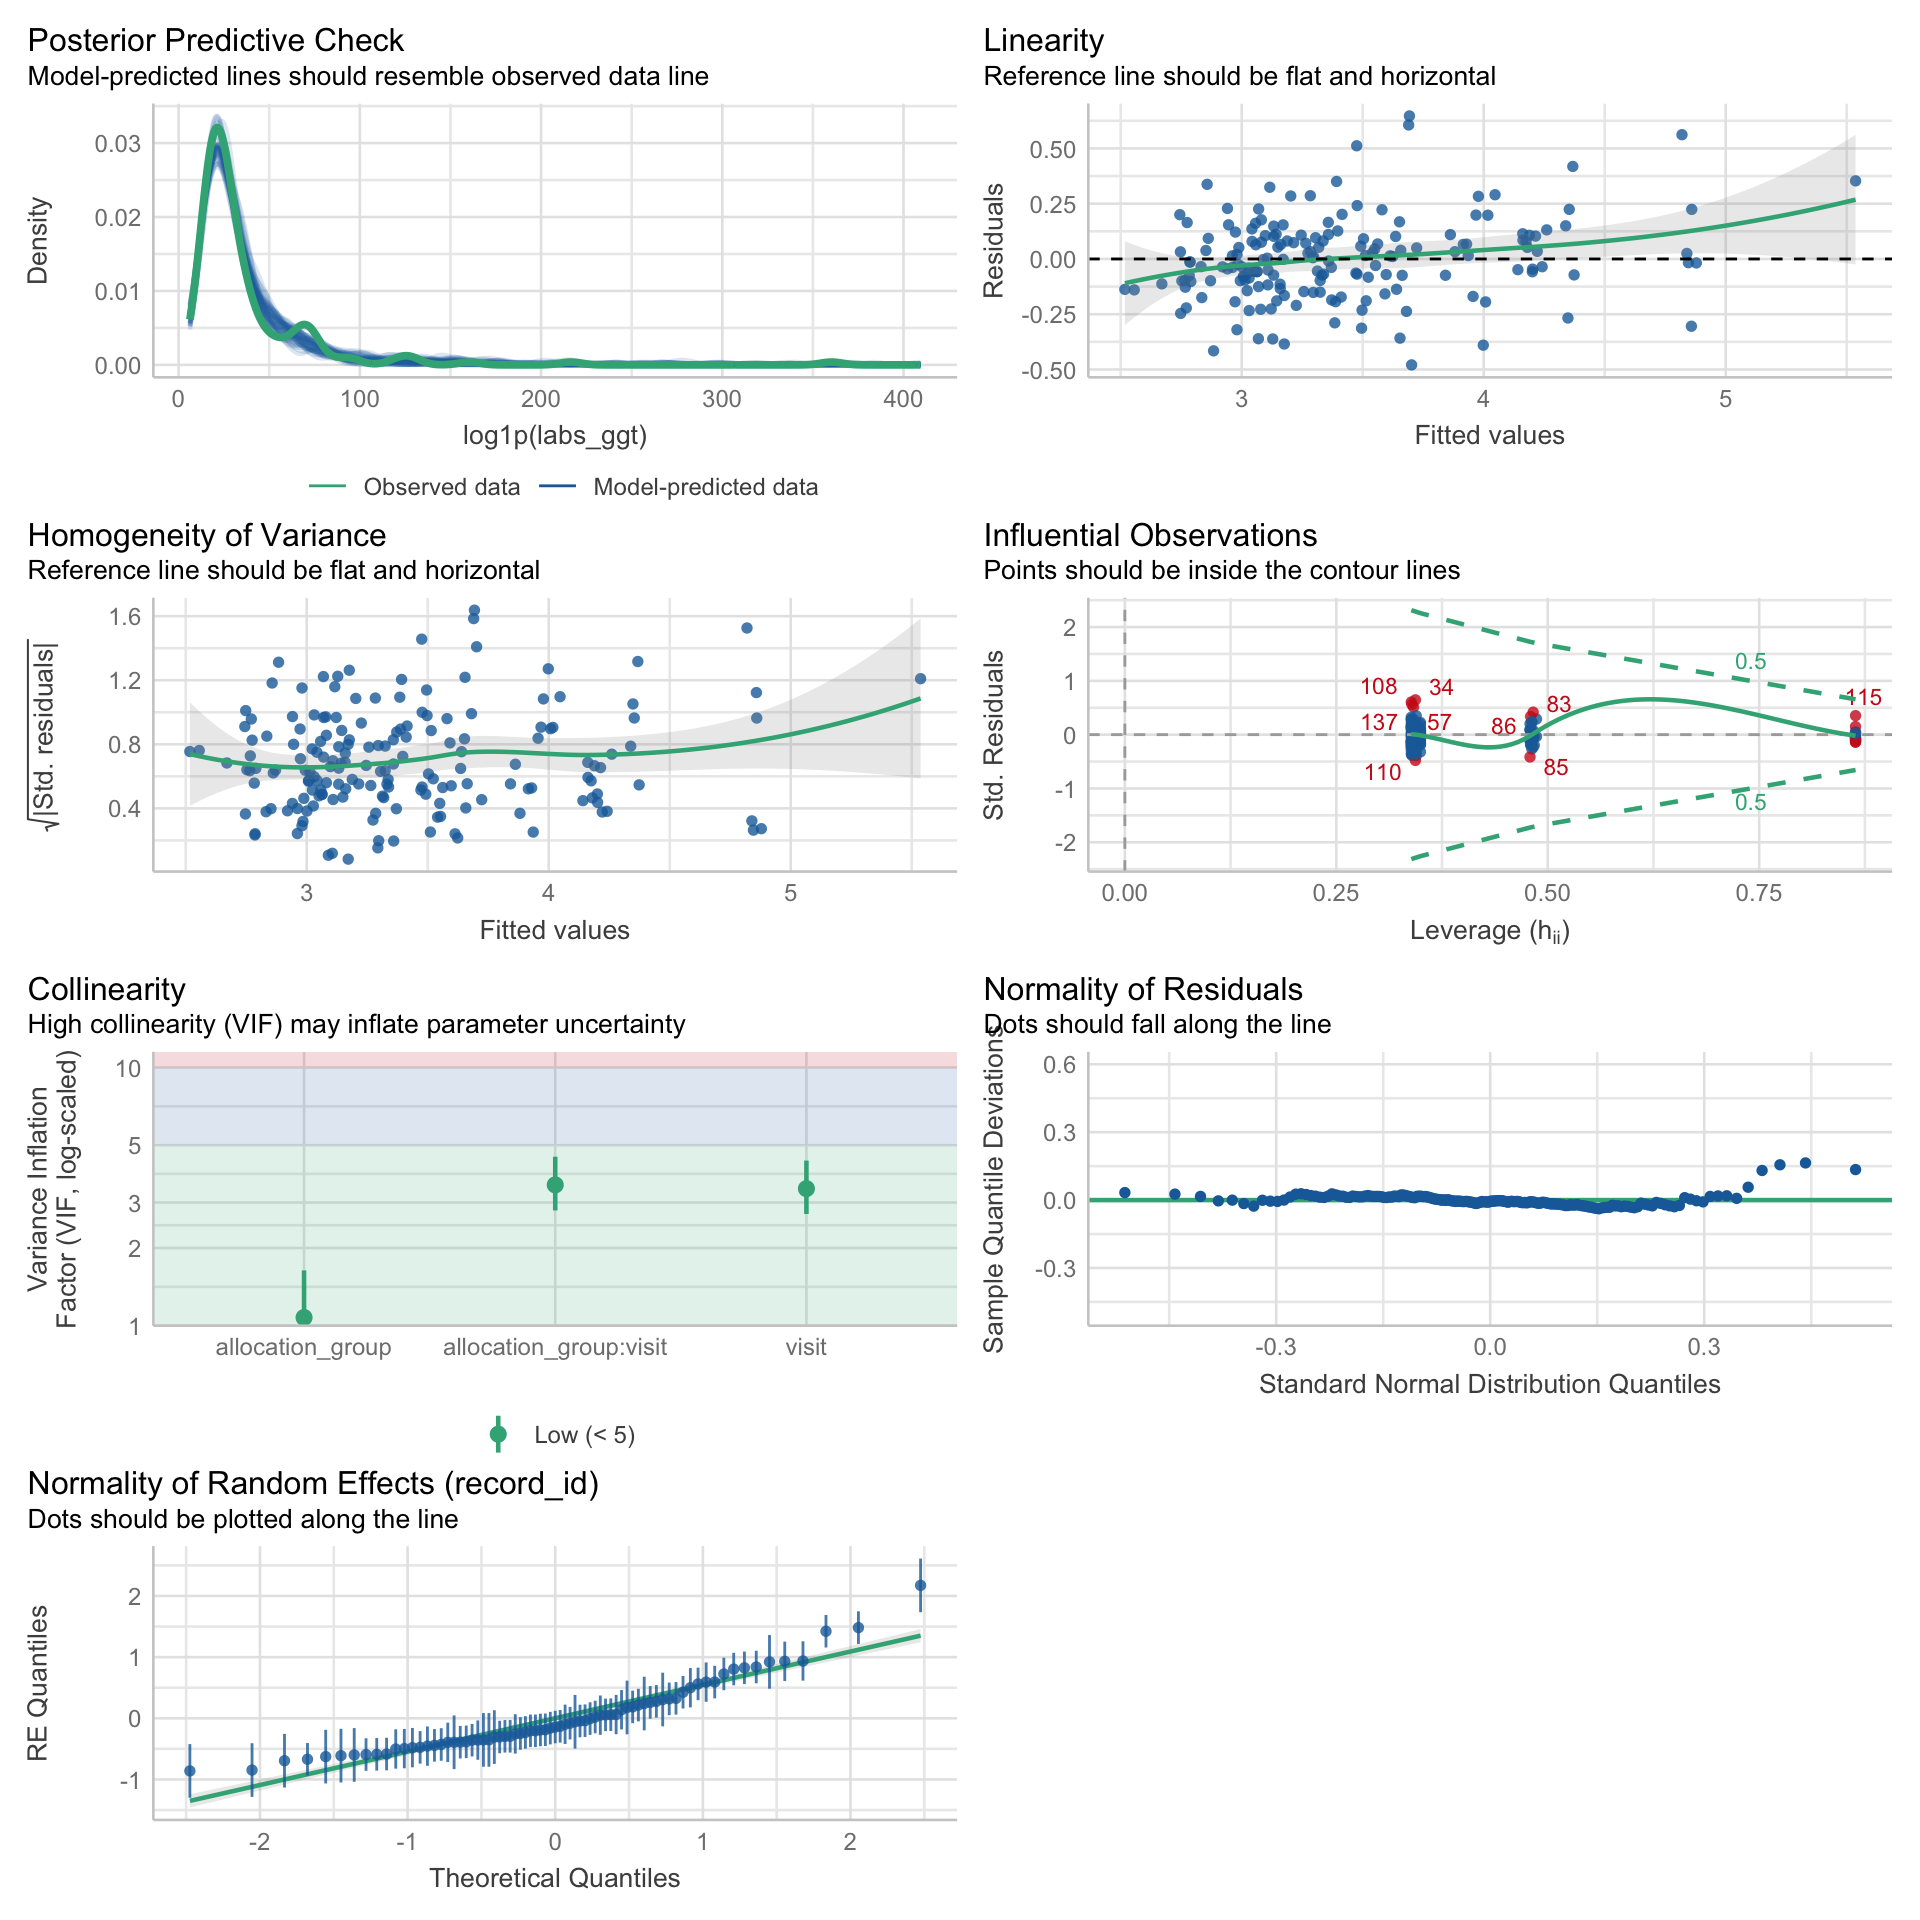 Posterior Predictive Check
Model-predicted lines should resemble observed data line
Density
0.03
0.02
0.01
0.00
0
100
200
300
400
log1p(labs_ggt)
Observed data
Model-predicted data
Linearity
Reference line should be flat and horizontal
Residuals
0.50
0.25
0.00
-0.25
-0.50
3
4
5
Fitted values
Homogeneity of Variance
Reference line should be flat and horizontal
√|Std. residuals|
1.6
1.2
0.8
0.4
3
4
5
Fitted values
Influential Observations
Points should be inside the contour lines
Std. Residuals
2
1
0
-1
-2
0.5
0.5
108
34
137
57
110
86
83
85
115
0.00
0.25
0.50
0.75
Leverage (hii)
Collinearity
High collinearity (VIF) may inflate parameter uncertainty
Variance Inflation
Factor (VIF, log-scaled)
10
5
3
2
1
allocation_group
allocation_group:visit
visit
Low (< 5)
Normality of Residuals
Dots should fall along the line
Sample Quantile Deviations
0.6
0.3
0.0
-0.3
-0.3
0.0
0.3
Standard Normal Distribution Quantiles
Normality of Random Effects (record_id)
Dots should be plotted along the line
RE Quantiles
2
1
0
-1
-2
-1
0
1
2
Theoretical Quantiles